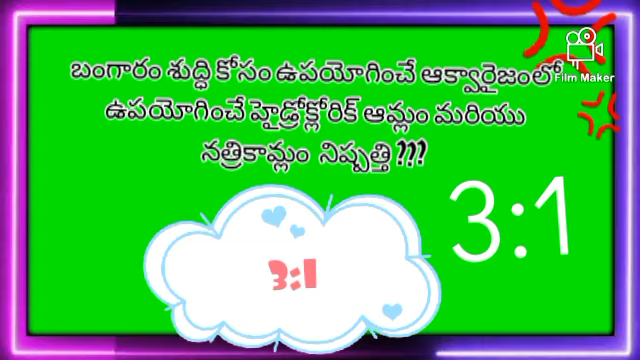 బంగారం శుద్ధి కోసం ఉపయోగించే ఆక్వారైజంలో
ఉపయోగించే హైడ్రోక్లోరిక్ ఆమ్లం మరియు
నత్రికామ్లం నిష్పత్తి ???
3:1
3:1
Film Maker